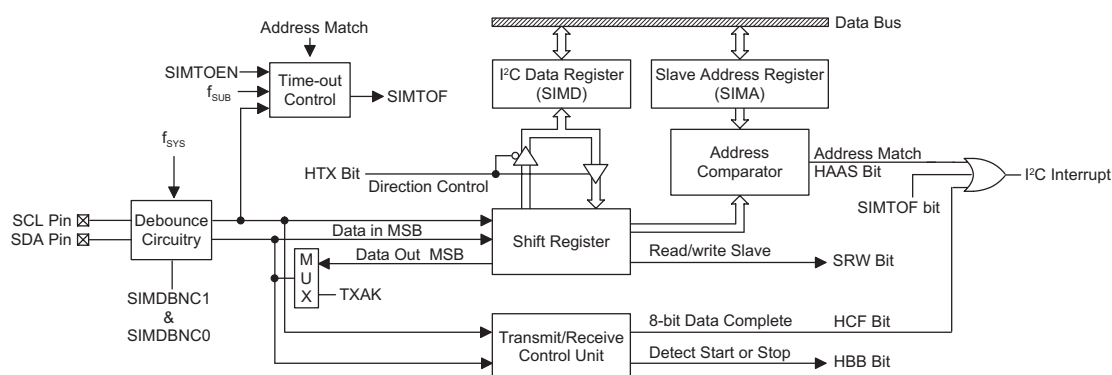 Data Bus
Address Match
SIMTOEN
fSUB
Time-out
Control
SIMTOF
I²C Data Register
(SIMD)
Slave Address Register
(SIMA)
fSYS
HTX Bit
Direction Control
Address
Comparator
Address Match
HAAS Bit
I²C Interrupt
SIMTOF bit
SCL Pin
SDA Pin
Debounce
Circuitry
Data in MSB
Shift Register
Data Out MSB
Read/write Slave
SRW Bit
M
U
X
TXAK
SIMDBNC1
&
SIMDBNC0
Transmit/Receive
Control Unit
8-bit Data Complete
HCF Bit
Detect Start or Stop
HBB Bit